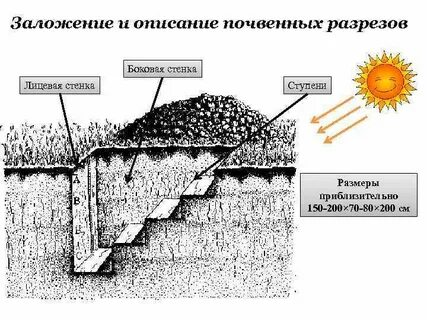 Заложение и описание почвенных разрезов
Боковая стенка
Лицевая стенка
Ступени
Размеры
приблизительно
150-200×70-80×200 см
А
В